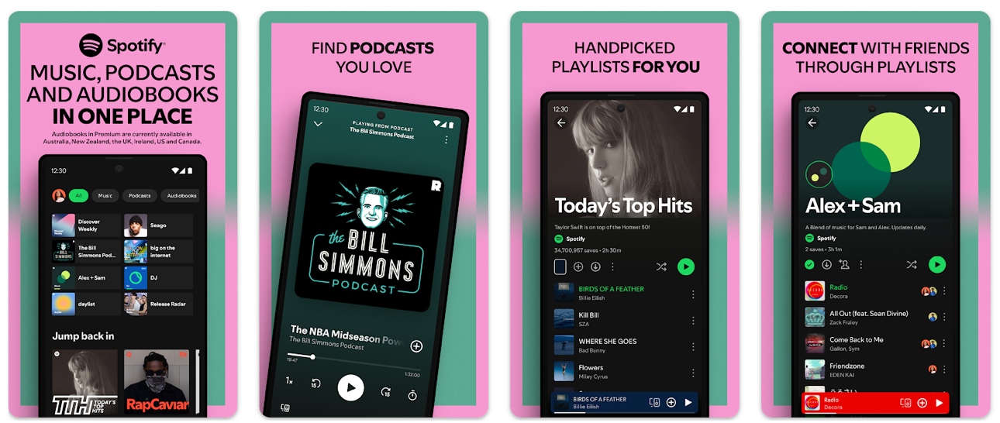 Spotify®
MUSIC, PODCASTS
AND AUDIOBOOKS
IN ONE PLACE
Audiobooks in Premium are currently available in
Australia, New Zealand, the UK, Ireland, US and Canada.
12:30
All
Music
Podcasts
Audiobooks
Discover
Weekly
Seago
The Bill
Simmons Pod...
big on the
internet
Alex + Sam
DJ
daylist
Release Radar
Jump back in
TTH TODAY'S
TOP
HITS
RapCaviar
FIND PODCASTS
YOU LOVE
12:30
PLAYING FROM PODCAST
The Bill Simmons Podcast
R
the
BILL
SIMMONS
PODCAST
The NBA Midseason Pow
The Bill Simmons Podcast
19:47
1:32:00
1x
15
15
HANDPICKED
PLAYLISTS FOR YOU
12:30
Today's Top Hits
Taylor Swift is on top of the Hottest 50!
Spotify
34,700,967 saves • 2h 30m
BIRDS OF A FEATHER
Billie Eilish
Kill Bill
SZA
WHERE SHE GOES
Bad Bunny
Flowers
Miley Cyrus
BIRDS OF A FEATHER
Billie Eilish
CONNECT WITH FRIENDS
THROUGH PLAYLISTS
12:30
Alex + Sam
A Blend of music for Sam and Alex. Updates daily.
Spotify
2 saves • 3h 1m
Radio
Decora
All Out (feat. Sean Divine)
Zack Fraley
Come Back to Me
Gallon, Sym
Friendzone
EDEN KAI
うるさい
Radio
Decora